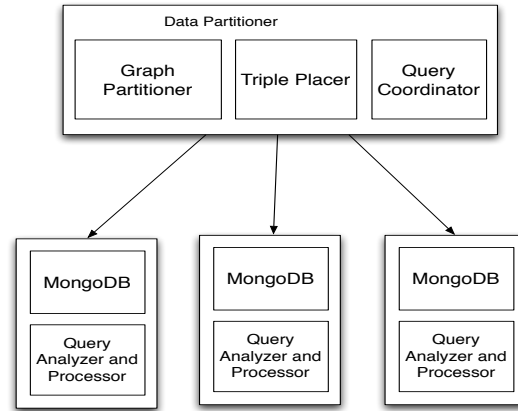 Data Partitioner
Graph
Partitioner
Triple Placer
Query
Coordinator
MongoDB
Query
Analyzer and
Processor
MongoDB
Query
Analyzer and
Processor
MongoDB
Query
Analyzer and
Processor